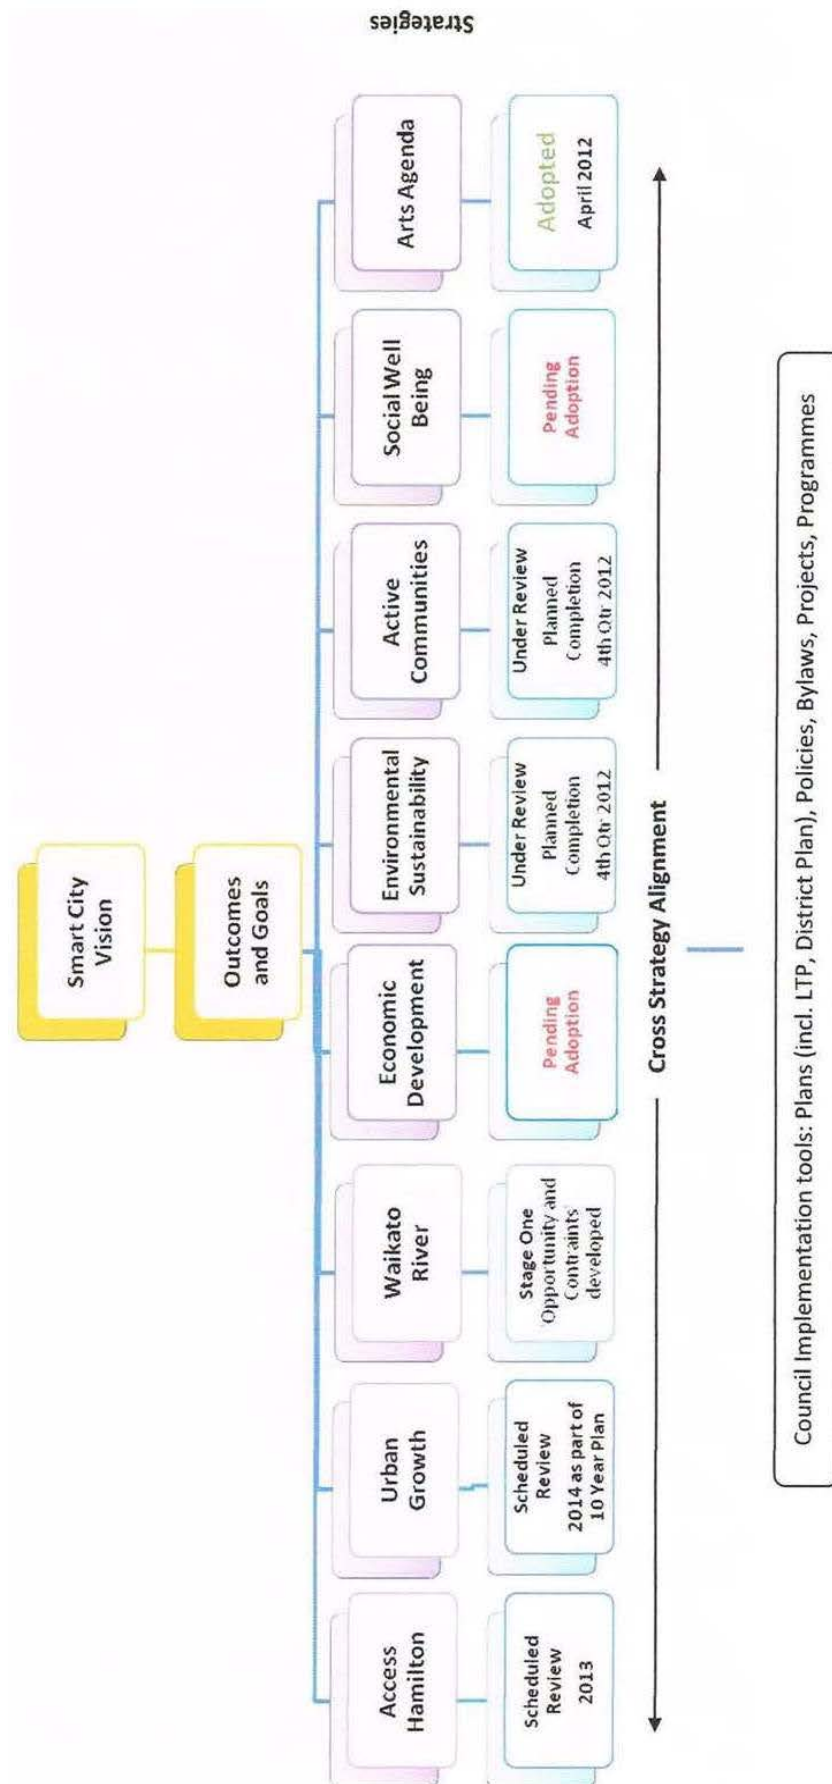 Strategies
Smart City
Vision
Outcomes
and Goals
Access
Hamilton
Urban
Growth
Waikato
River
Economic
Development
Environmental
Sustainability
Active
Communities
Social Well
Being
Arts Agenda
Scheduled
Review
2013
Scheduled
Review
2014 as part of
10 Year Plan
Stage One
'Opportunity and
Contraints'
developed
Pending
Adoption
Under Review
Planned
Completion
4th Qtr 2012
Under Review
Planned
Completion
4th Qtr 2012
Pending
Adoption
Adopted
April 2012
Cross Strategy Alignment
Council Implementation tools: Plans (incl. LTP, District Plan), Policies, Bylaws, Projects, Programmes